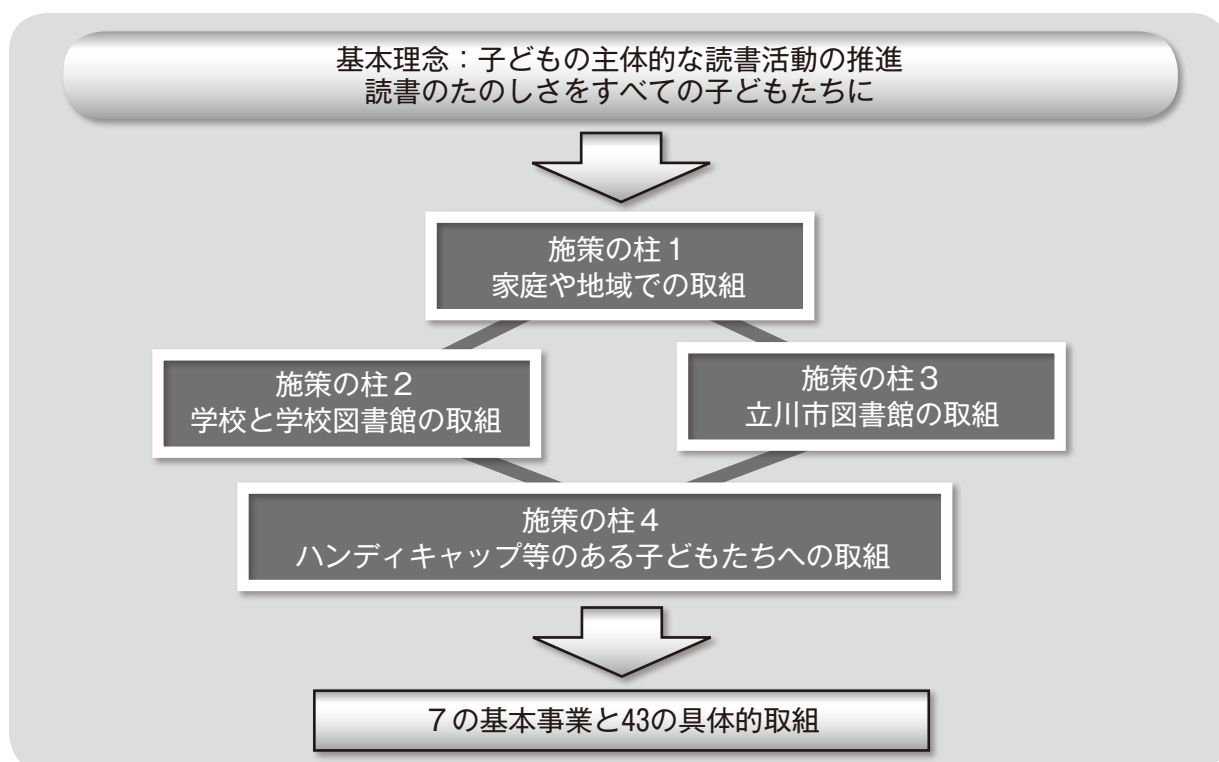 基本理念：子どもの主体的な読書活動の推進
読書のたのしさをすべての子どもたちに
施策の柱１
家庭や地域での取組
施策の柱２
学校と学校図書館の取組
施策の柱３
立川市図書館の取組
施策の柱４
ハンディキャップ等のある子どもたちへの取組
７の基本事業と43の具体的取組